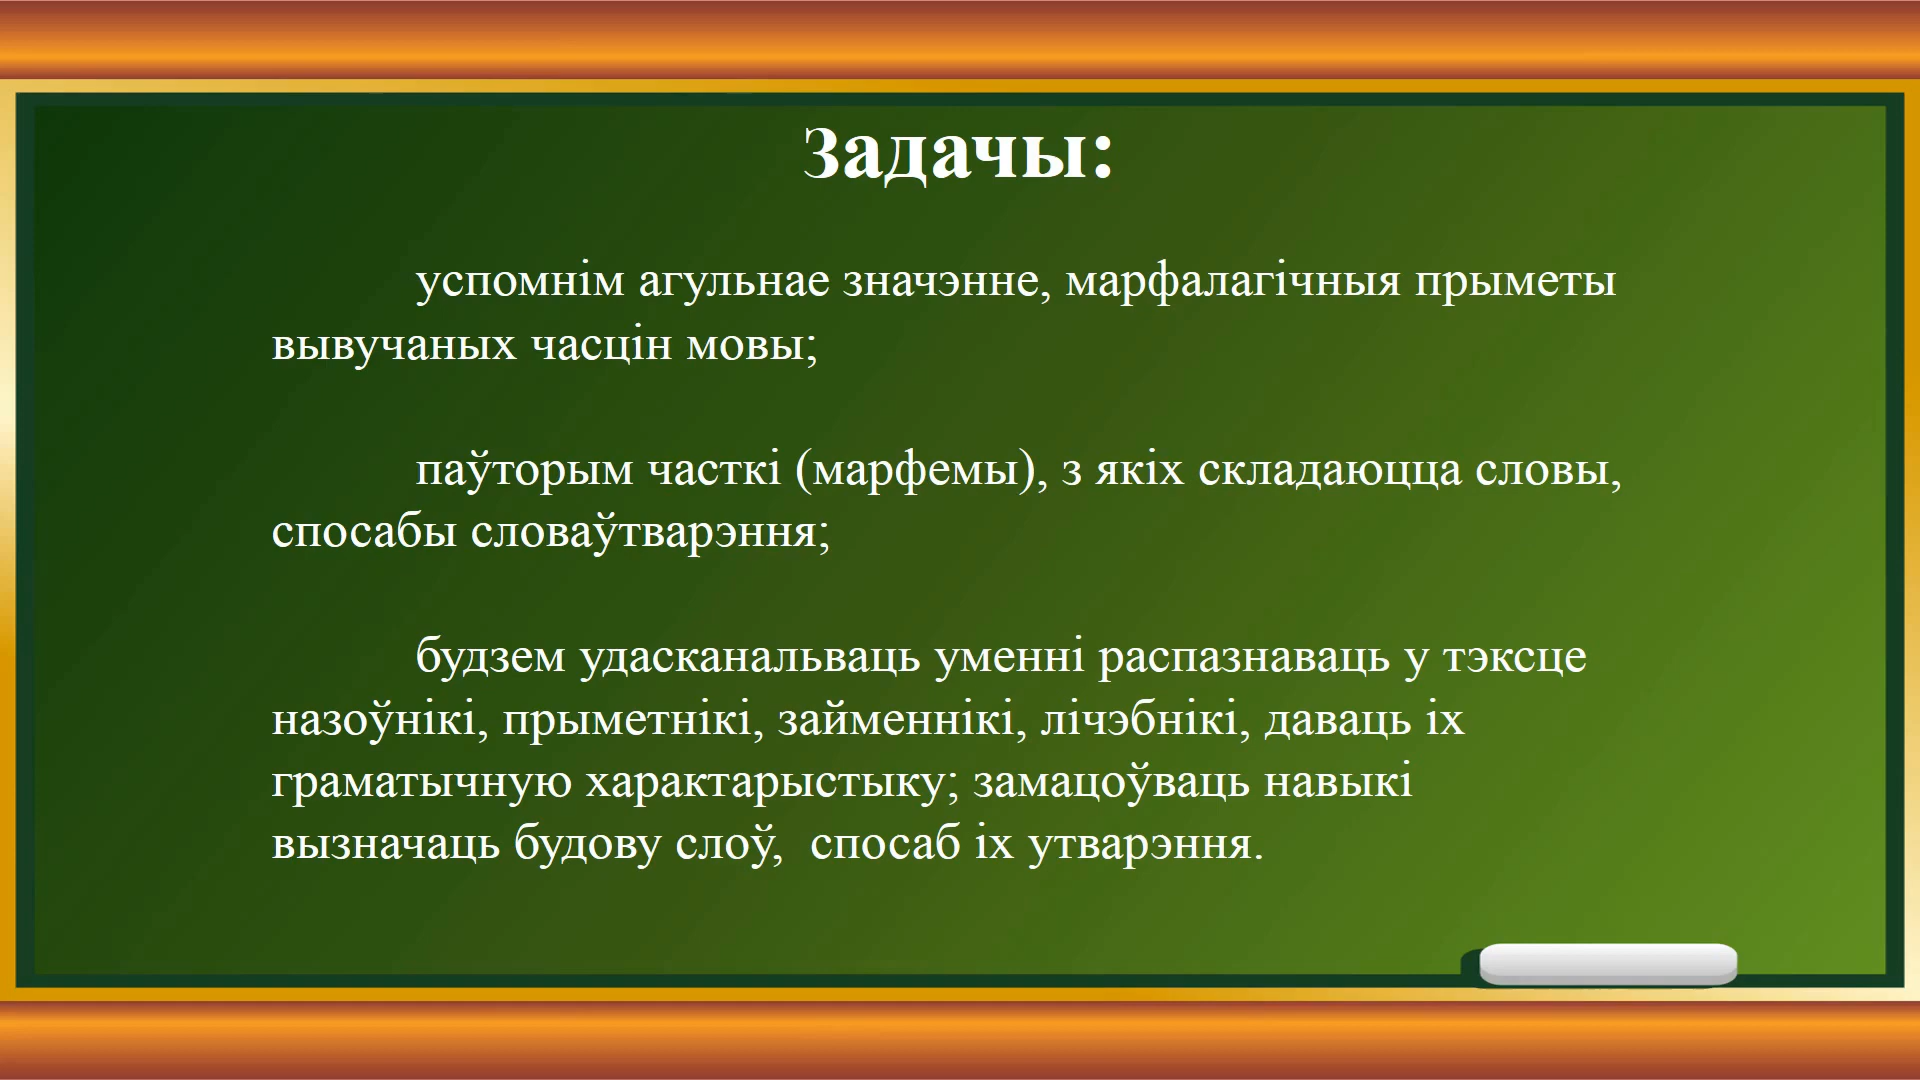 Задачы:
успомнім агульнае значэнне, марфалагічныя прыметы
вывучаных часцін мовы;
паўторым часткі (марфемы), з якіх складаюцца словы,
спосабы словаўтварэння;
будзем удасканальваць уменні распазнаваць у тэксце
назоўнікі, прыметнікі, займеннікі, лічэбнікі, даваць іх
граматычную характарыстыку; замацоўваць навыкі
вызначаць будову слоў,  спосаб іх утварэння.